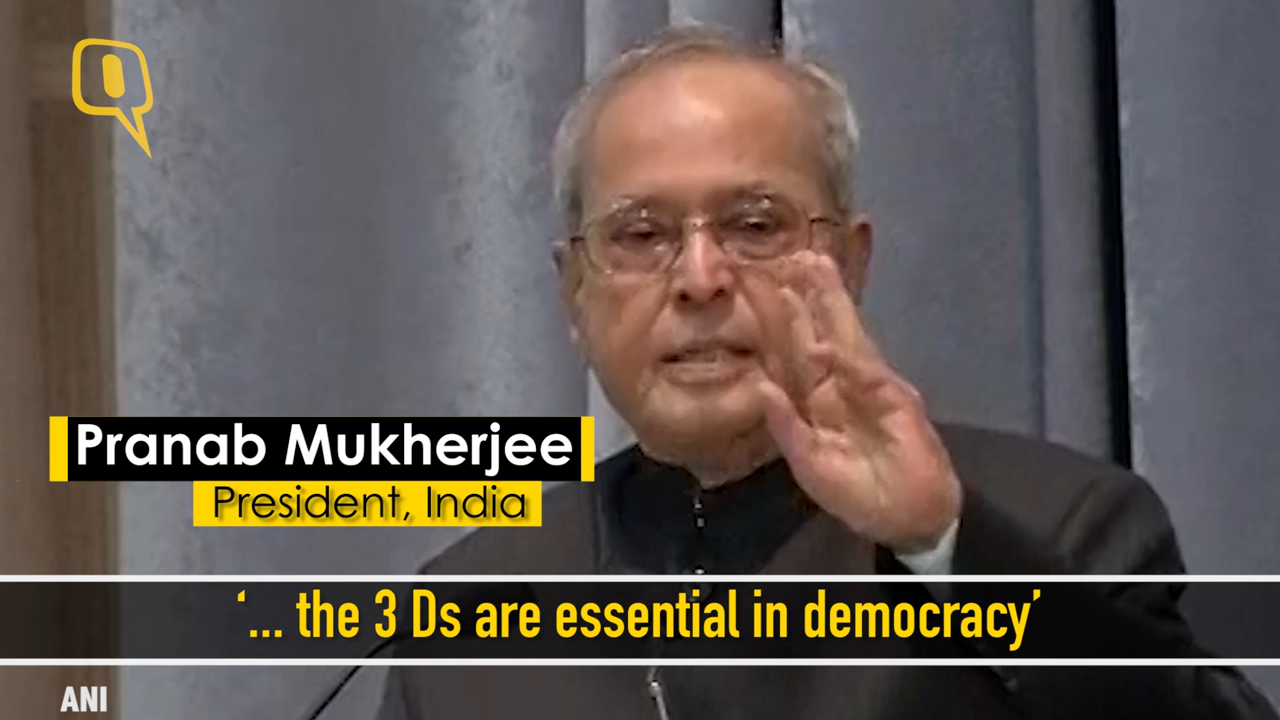 Pranab Mukherjee
President, India
‘... the 3 Ds are essential in democracy’
ANI